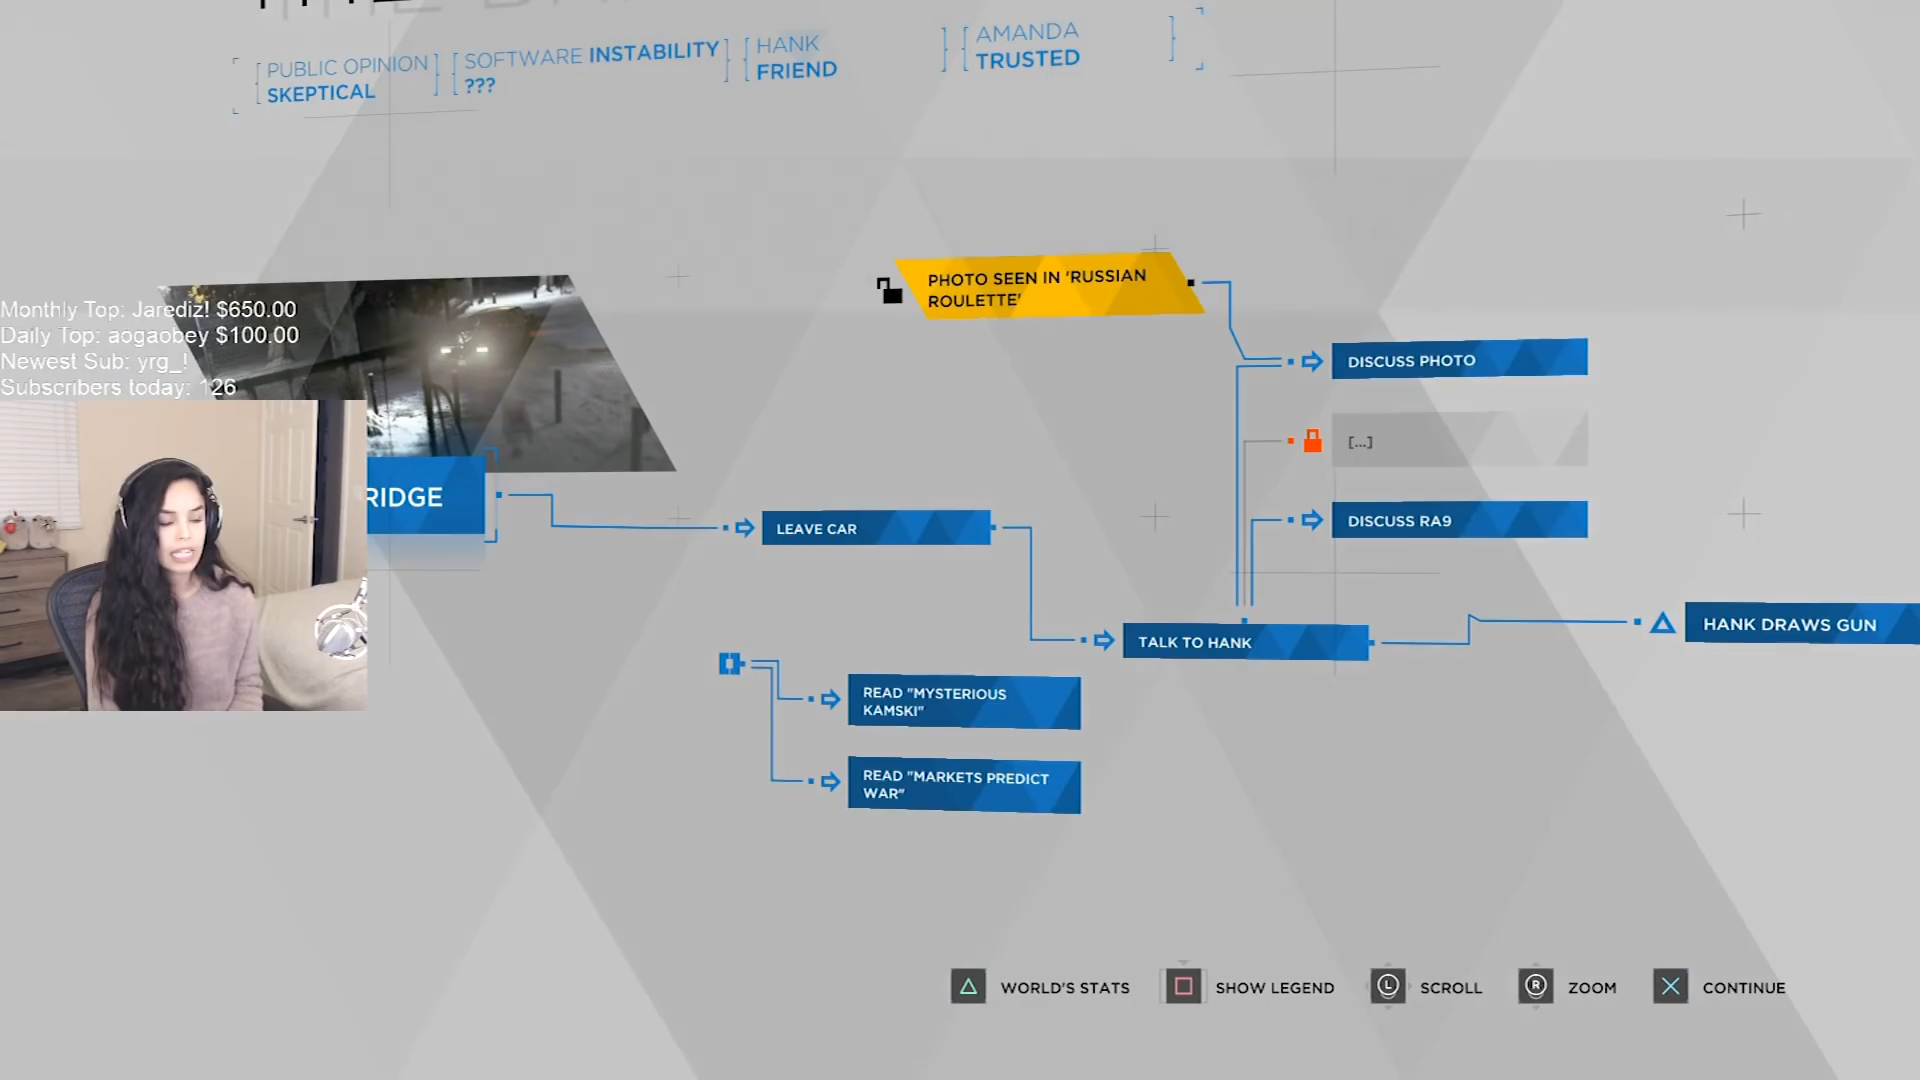 PUBLIC OPINION
SKEPTICAL
SOFTWARE INSTABILITY
???
HANK
FRIEND
AMANDA
TRUSTED
PHOTO SEEN IN 'RUSSIAN
ROULETTE'
Monthly Top: Jarediz! $650.00
Daily Top: aogaobey $100.00
Newest Sub: yrg_!
Subscribers today: 126
DISCUSS PHOTO
[...]
RIDGE
LEAVE CAR
DISCUSS RA9
TALK TO HANK
HANK DRAWS GUN
READ "MYSTERIOUS
KAMSKI"
READ "MARKETS PREDICT
WAR"
WORLD'S STATS
SHOW LEGEND
L
SCROLL
R
ZOOM
CONTINUE